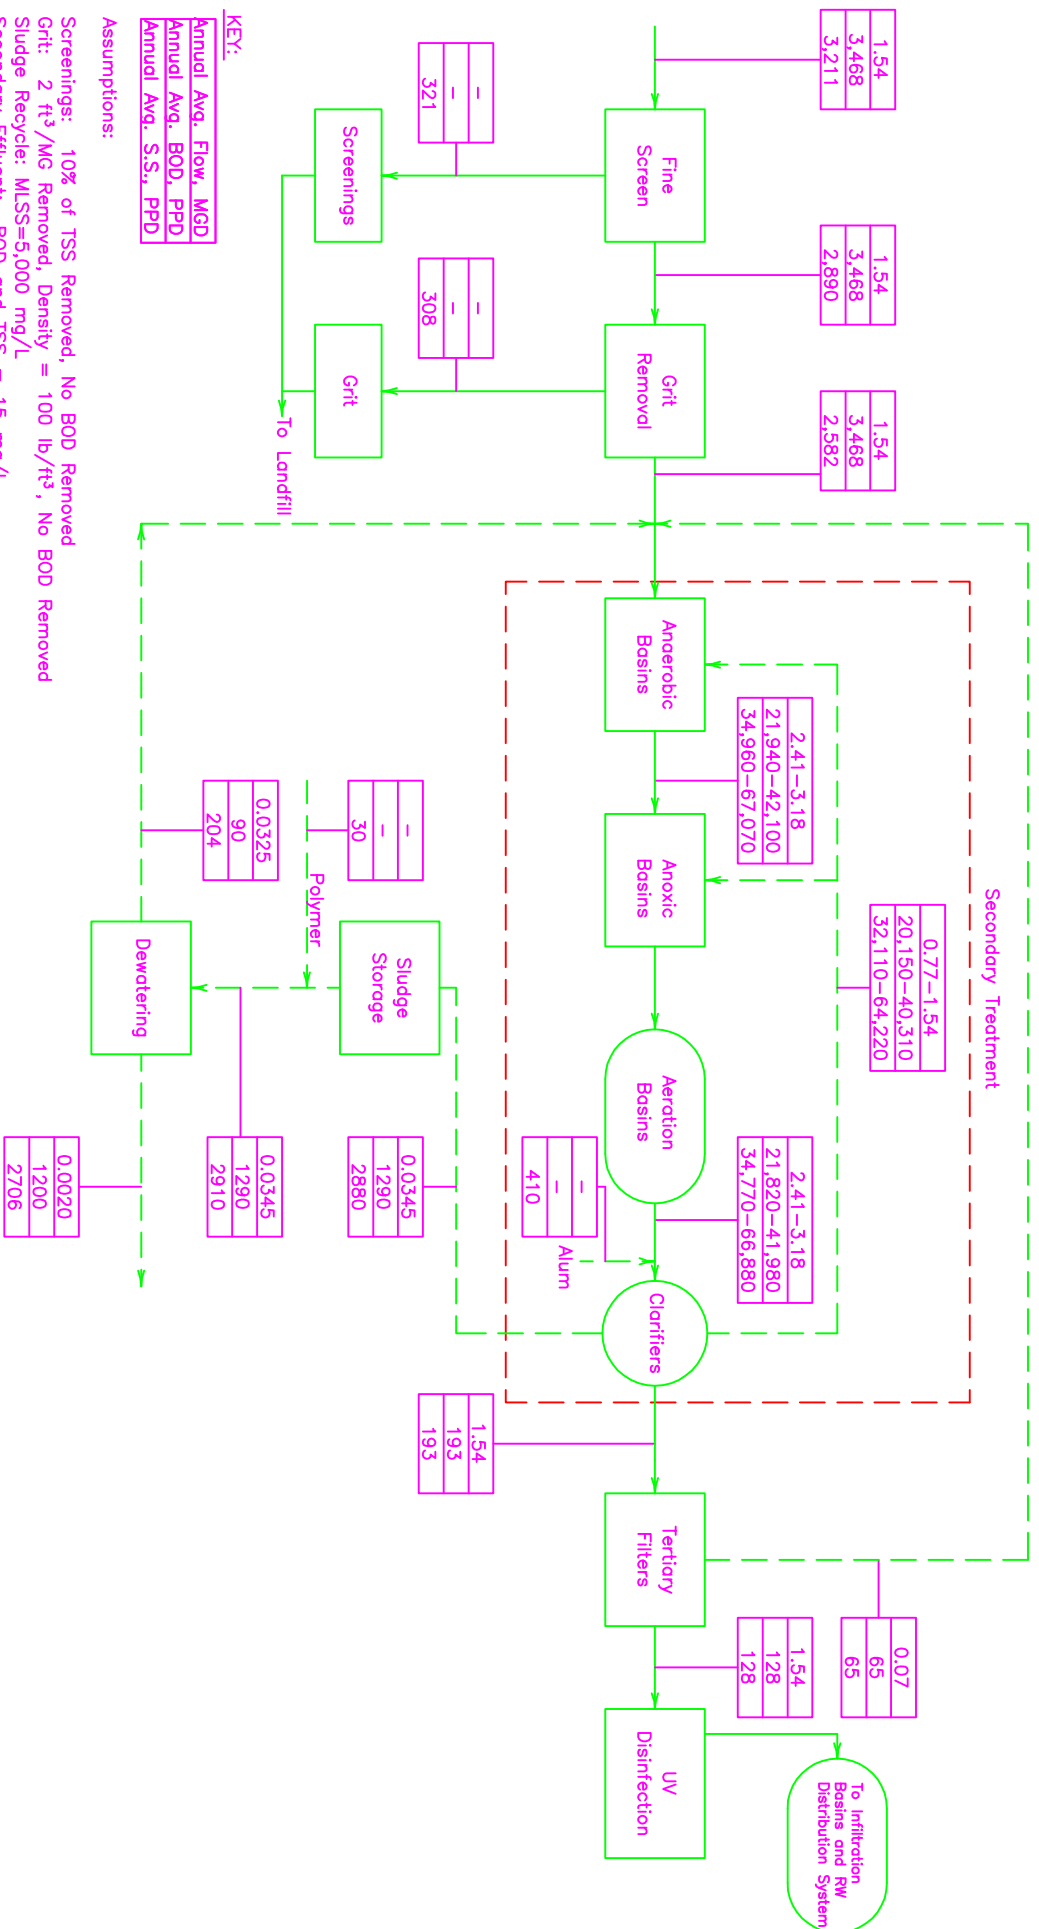 1.54
3,468
3,211
1.54
3,468
2,890
1.54
3,468
2,582
Fine
Screen
Grit
Removal
-
-
321
-
-
308
Screenings
Grit
To Landfill
Secondary Treatment
0.77-1.54
20,150-40,310
32,110-64,220
2.41-3.18
21,940-42,100
34,960-67,070
2.41-3.18
21,820-41,980
34,770-66,880
Anaerobic
Basins
Anoxic
Basins
Aeration
Basins
Clarifiers
-
-
410
Alum
0.07
65
65
1.54
128
128
Tertiary
Filters
UV
Disinfection
To Infiltration
Basins and RW
Distribution System
1.54
193
193
-
-
30
Polymer
Sludge
Storage
0.0345
1290
2880
0.0325
90
204
Dewatering
0.0345
1290
2910
0.0020
1200
2706
KEY:
Annual Avg. Flow, MGD
Annual Avg. BOD, PPD
Annual Avg. S.S., PPD
Assumptions:
Screenings: 10% of TSS Removed, No BOD Removed
Grit: 2 ft³/MG Removed, Density = 100 lb/ft³, No BOD Removed
Sludge Recycle: MLSS=5,000 mg/L
Secondary Effluent: BOD and TSS = 15 mg/L